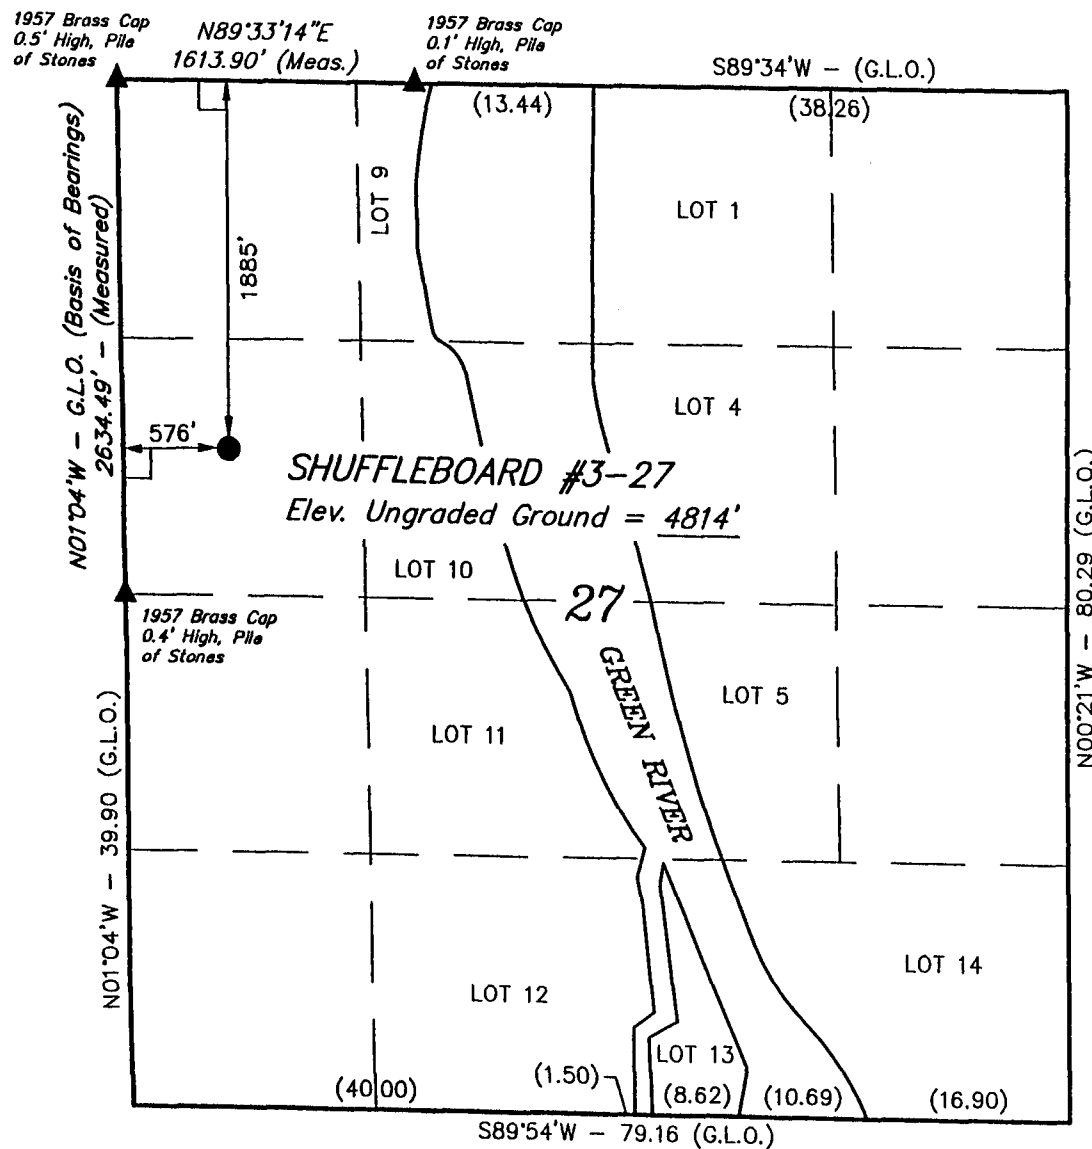 1957 Brass Cap
0.5' High, Pile
of Stones
N89°33'14"E
1613.90' (Meas.)
1957 Brass Cap
0.1' High, Pile
of Stones
S89°34'W – (G.L.O.)
(13.44)
(38.26)
LOT 9
LOT 1
N01°04'W – G.L.O. (Basis of Bearings)
2634.49' – (Measured)
1885'
576'
LOT 4
SHUFFLEBOARD #3-27
Elev. Ungraded Ground = 4814'
LOT 10
27
1957 Brass Cap
0.4' High, Pile
of Stones
GREEN RIVER
LOT 5
LOT 11
N00°21'W – 80.29 (G.L.O.)
N01°04'W – 39.90 (G.L.O.)
LOT 12
LOT 14
LOT 13
(40.00)
(1.50)
(8.62)
(10.69)
(16.90)
S89°54'W – 79.16 (G.L.O.)